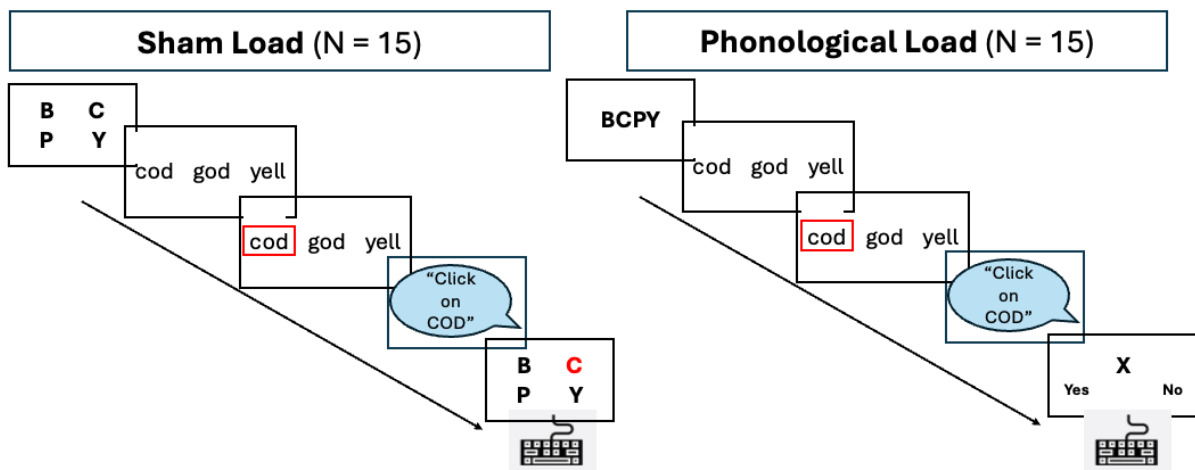 Sham Load (N = 15)
B C
P Y
cod god yell
cod god yell
“Click
on
COD”
B C
P Y
Phonological Load (N = 15)
BCPY
cod god yell
cod god yell
“Click
on
COD”
X
Yes No